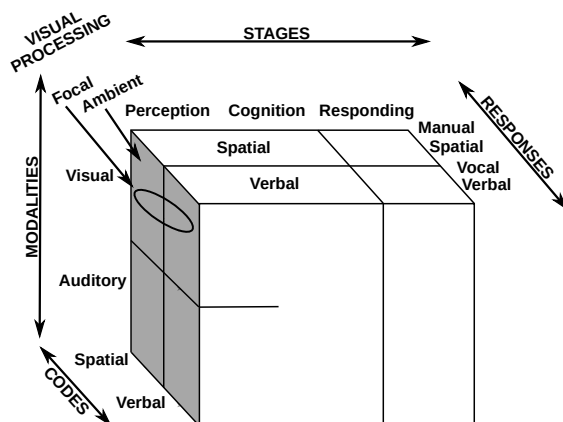 VISUAL
PROCESSING
STAGES
Focal
Ambient
Perception Cognition Responding
RESPONSES
Manual
Spatial
Spatial
Vocal
Verbal
Verbal
Visual
MODALITIES
Auditory
Spatial
Verbal
CODES